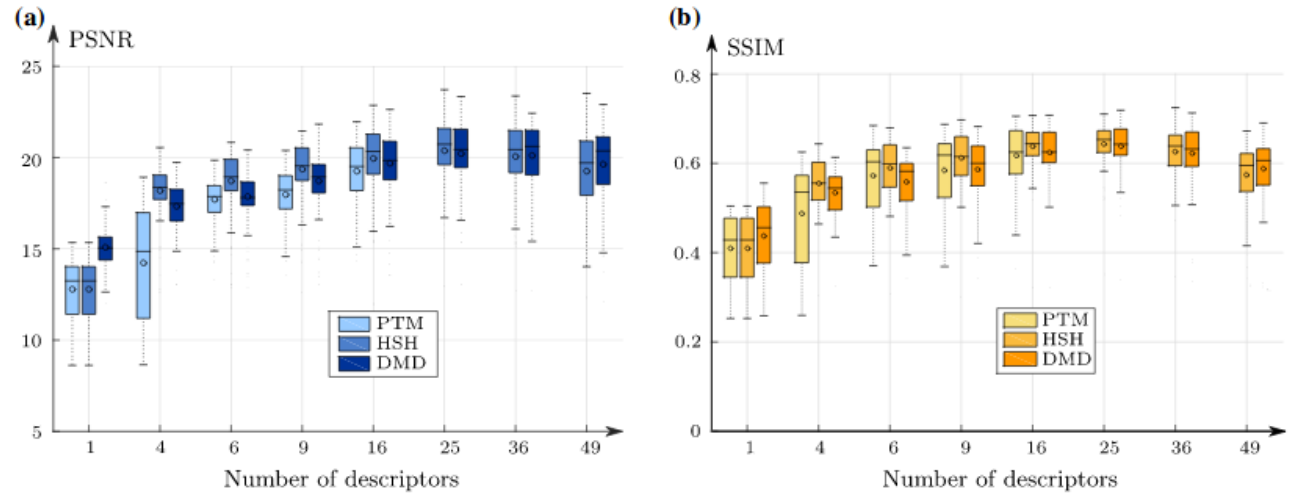 (a)
PSNR
25
20
15
10
5
PTM
HSH
DMD
1 4 6 9 16 25 36 49
Number of descriptors
(b)
SSIM
0.8
0.6
0.4
0.2
0
PTM
HSH
DMD
1 4 6 9 16 25 36 49
Number of descriptors